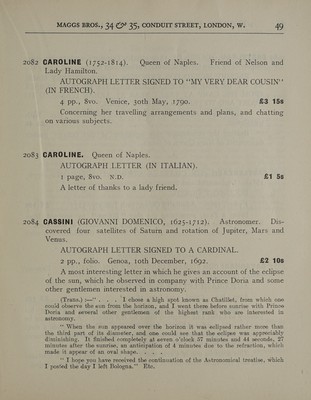 MAGGS BROS., 34 & 35, CONDUIT STREET, LONDON, W. 49
2082 CAROLINE (1752-1814). Queen of Naples. Friend of Nelson and
Lady Hamilton.
AUTOGRAPH LETTER SIGNED TO "MY VERY DEAR COUSIN"
(IN FRENCH).
4 pp., 8vo. Venice, 30th May, 1790. £3 15s
Concerning her travelling arrangements and plans, and chatting
on various subjects.
2083 CAROLINE. Queen of Naples.
AUTOGRAPH LETTER (IN ITALIAN).
1 page, 8vo. N.D. £1 5s
A letter of thanks to a lady friend.
2084 CASSINI (GIOVANNI DOMENICO, 1625-1712). Astronomer. Dis-
covered four satellites of Saturn and rotation of Jupiter, Mars and
Venus.
AUTOGRAPH LETTER SIGNED TO A CARDINAL.
2 pp., folio. Genoa, 10th December, 1692. £2 10s
A most interesting letter in which he gives an account of the eclipse
of the sun, which he observed in company with Prince Doria and some
other gentlemen interested in astronomy.
(Trans.) :—" . . . I chose a high spot known as Chatillet, from which one
could observe the sun from the horizon, and I went there before sunrise with Prince
Doria and several other gentlemen of the highest rank who are interested in
astronomy.
" When the sun appeared over the horizon it was eclipsed rather more than
the third part of its diameter, and one could see that the eclipse was appreciably
diminishing. It finished completely at seven o'clock 57 minutes and 44 seconds, 27
minutes after the sunrise, an anticipation of 4 minutes due to the refraction, which
made it appear of an oval shape. . . .
" I hope you have received the continuation of the Astronomical treatise, which
I posted the day I left Bologna." Etc.